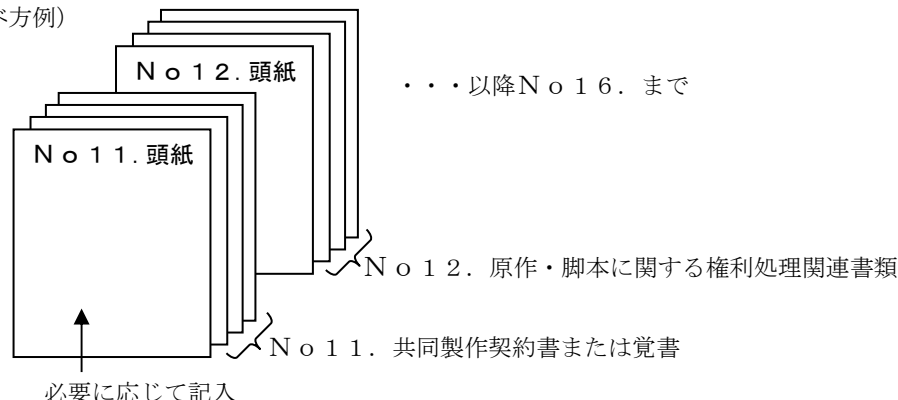 べ方例）
Ｎｏ１２．頭紙
・・・以降Ｎｏ１６．まで
Ｎｏ１１．頭紙
Ｎｏ１２．原作・脚本に関する権利処理関連書類
Ｎｏ１１．共同製作契約書または覚書
必要に応じて記入